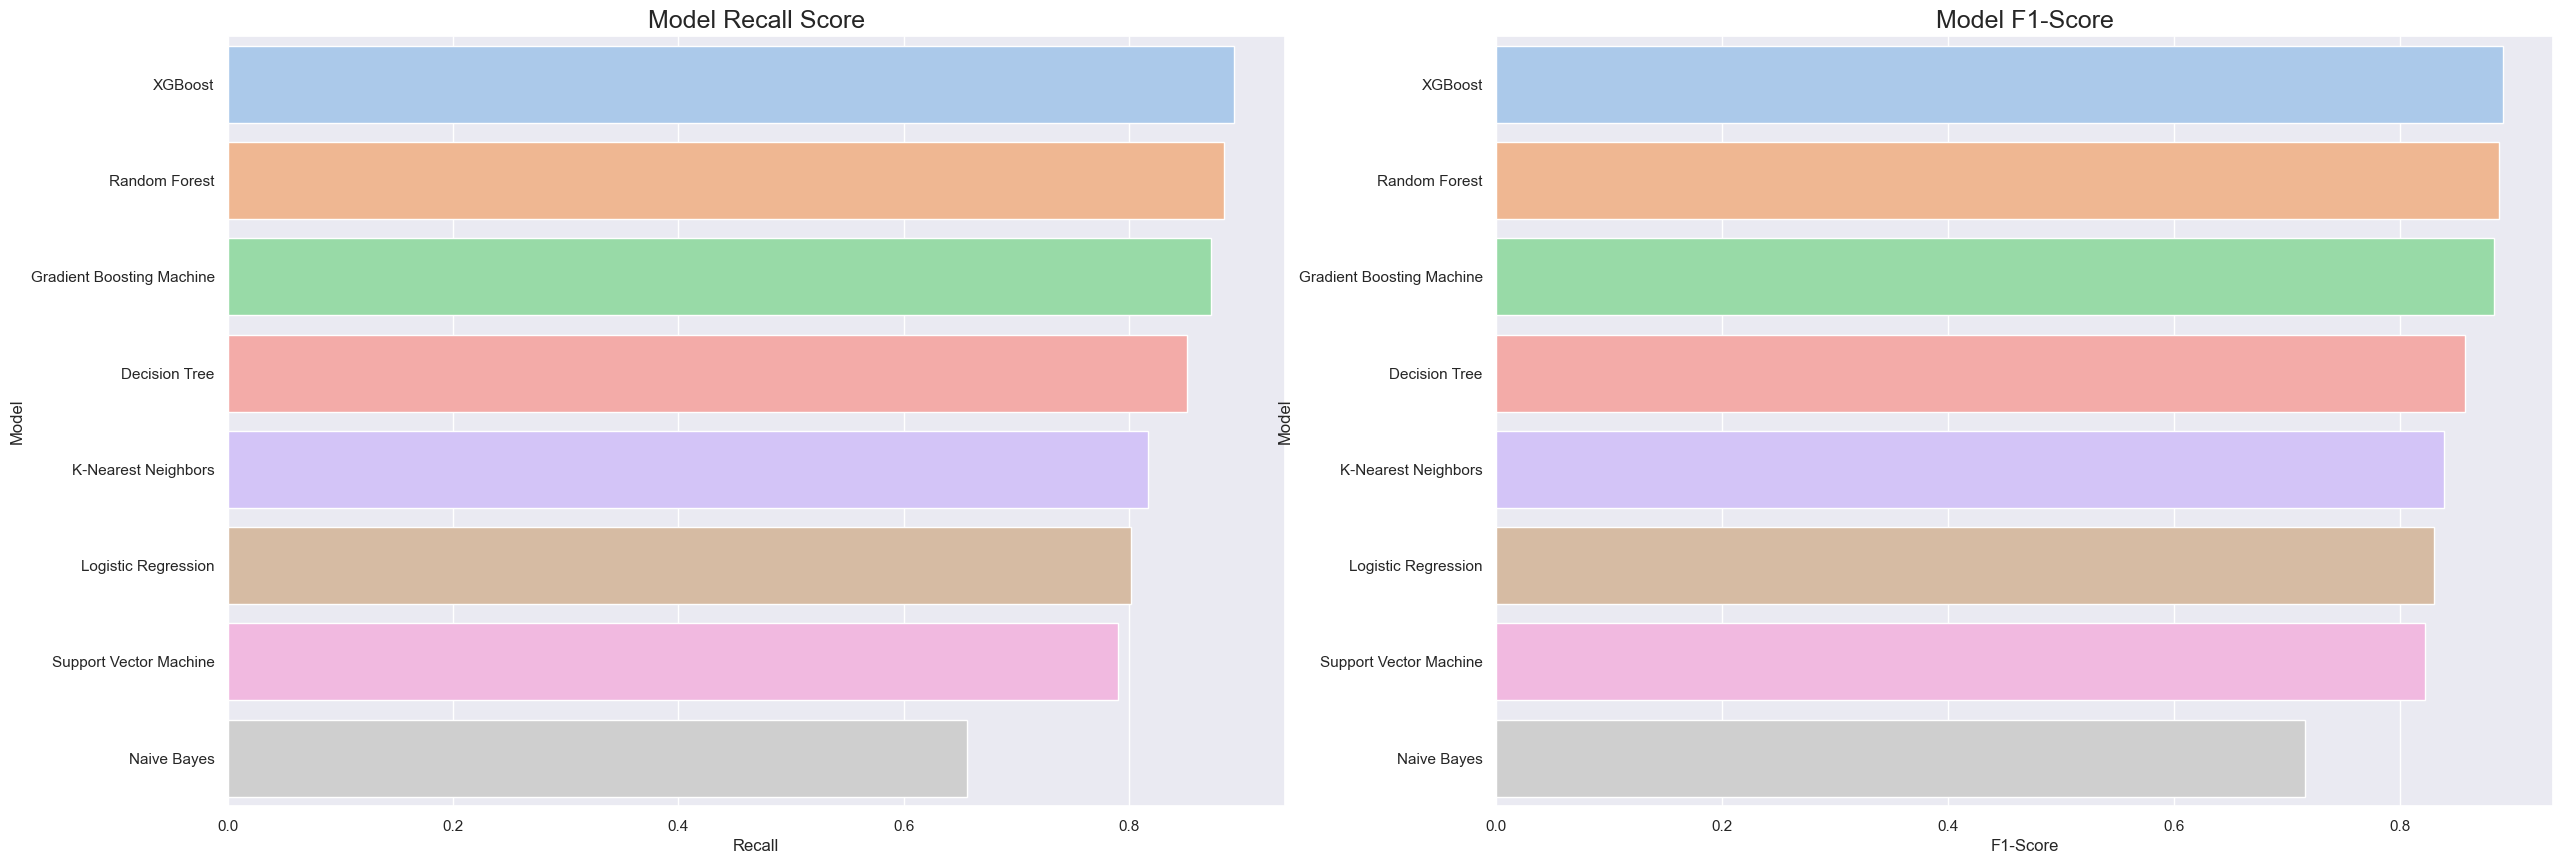 Model Recall Score
Model
XGBoost
Random Forest
Gradient Boosting Machine
Decision Tree
K-Nearest Neighbors
Logistic Regression
Support Vector Machine
Naive Bayes
0.0 0.2 0.4 0.6 0.8
Recall
Model F1-Score
Model
XGBoost
Random Forest
Gradient Boosting Machine
Decision Tree
K-Nearest Neighbors
Logistic Regression
Support Vector Machine
Naive Bayes
0.0 0.2 0.4 0.6 0.8
F1-Score